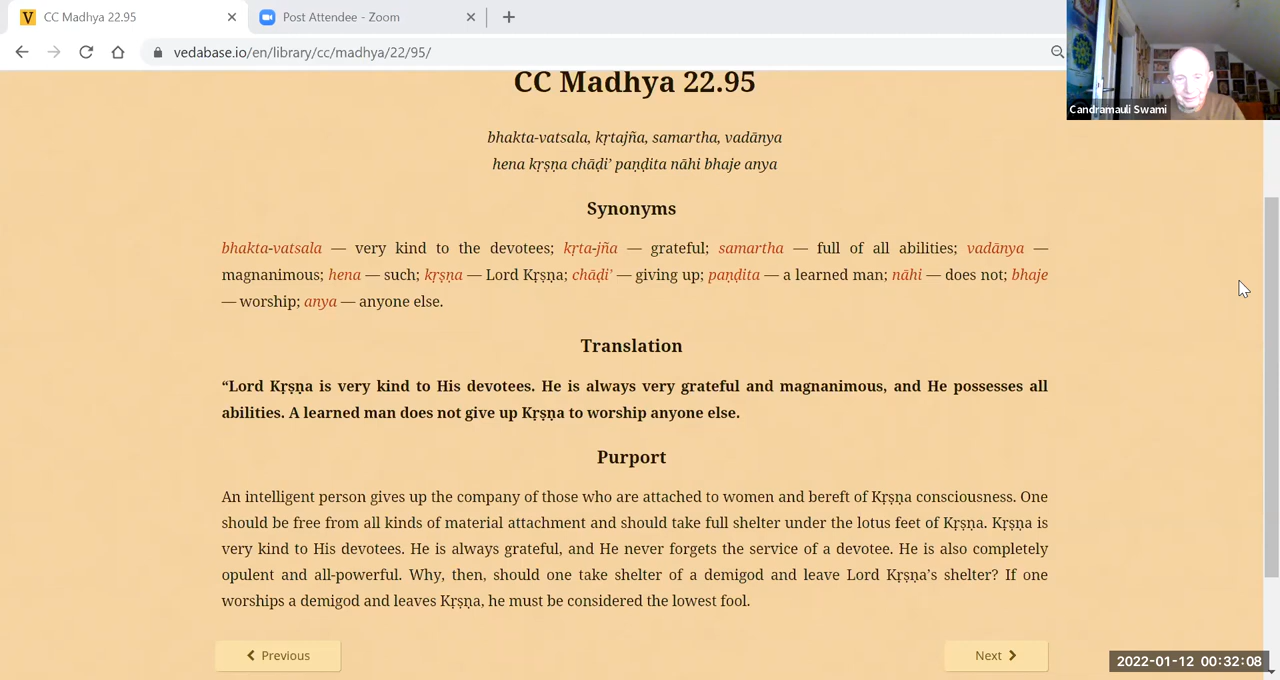 CC Madhya 22.95
Post Attendee - Zoom
vedabase.io/en/library/cc/madhya/22/95/
Candramauli Swami
CC Madhya 22.95
bhakta-vatsala, kṛtajña, samartha, vadānya
hena kṛṣṇa chāḍi’ paṇḍita nāhi bhaje anya
Synonyms
bhakta-vatsala — very kind to the devotees; kṛta-jña — grateful; samartha — full of all abilities; vadānya —
magnanimous; hena — such; kṛṣṇa — Lord Kṛṣṇa; chāḍi’ — giving up; paṇḍita — a learned man; nāhi — does not; bhaje
— worship; anya — anyone else.
Translation
“Lord Kṛṣṇa is very kind to His devotees. He is always very grateful and magnanimous, and He possesses all
abilities. A learned man does not give up Kṛṣṇa to worship anyone else.
Purport
An intelligent person gives up the company of those who are attached to women and bereft of Kṛṣṇa consciousness. One
should be free from all kinds of material attachment and should take full shelter under the lotus feet of Kṛṣṇa. Kṛṣṇa is
very kind to His devotees. He is always grateful, and He never forgets the service of a devotee. He is also completely
opulent and all-powerful. Why, then, should one take shelter of a demigod and leave Lord Kṛṣṇa’s shelter? If one
worships a demigod and leaves Kṛṣṇa, he must be considered the lowest fool.
Previous
Next
2022-01-12 00:32:08